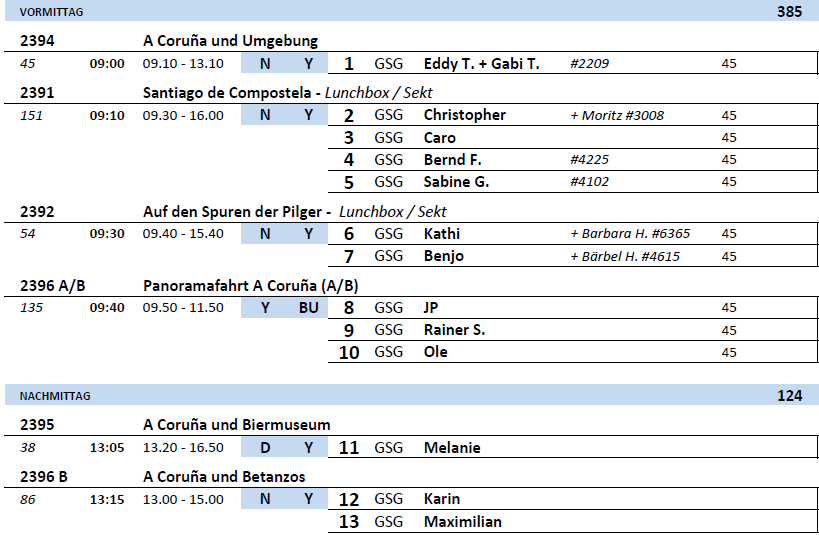 VORMITTAG 385
2394 A Coruña und Umgebung
45 09:00 09.10 - 13.10 N Y 1 GSG Eddy T. + Gabi T. #2209 45
2391 Santiago de Compostela - Lunchbox / Sekt
151 09:10 09.30 - 16.00 N Y 2 GSG Christopher + Moritz #3008 45
3 GSG Caro 45
4 GSG Bernd F. #4225 45
5 GSG Sabine G. #4102 45
2392 Auf den Spuren der Pilger - Lunchbox / Sekt
54 09:30 09.40 - 15.40 N Y 6 GSG Kathi + Barbara H. #6365 45
7 GSG Benjo + Bärbel H. #4615 45
2396 A/B Panoramafahrt A Coruña (A/B)
135 09:40 09.50 - 11.50 Y BU 8 GSG JP 45
9 GSG Rainer S. 45
10 GSG Ole 45
NACHMITTAG 124
2395 A Coruña und Biermuseum
38 13:05 13.20 - 16.50 D Y 11 GSG Melanie
2396 B A Coruña und Betanzos
86 13:15 13.00 - 15.00 N Y 12 GSG Karin
13 GSG Maximilian